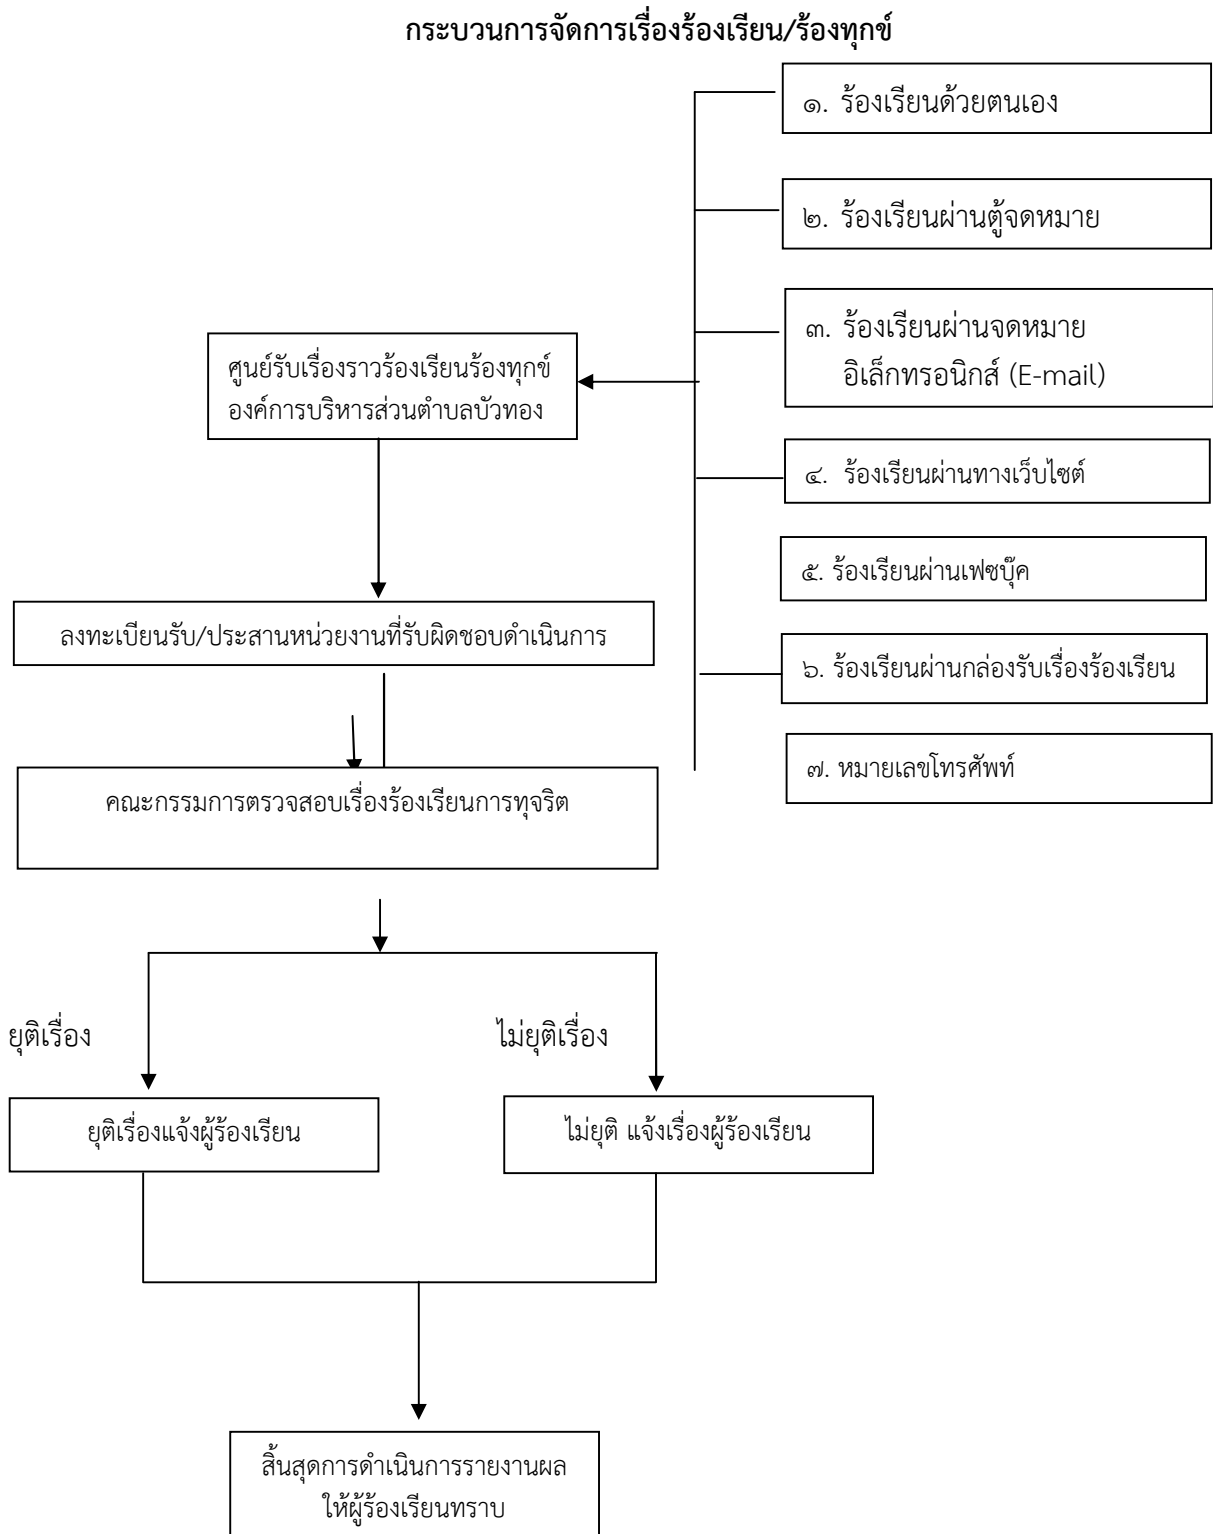 กระบวนการจัดการเรื่องร้องเรียน/ร้องทุกข์
๑. ร้องเรียนด้วยตนเอง
๒. ร้องเรียนผ่านตู้จดหมาย
๓. ร้องเรียนผ่านจดหมาย
อิเล็กทรอนิกส์ (E-mail)
ศูนย์รับเรื่องราวร้องเรียนร้องทุกข์
องค์การบริหารส่วนตำบลบัวทอง
๔. ร้องเรียนผ่านทางเว็บไซต์
๕. ร้องเรียนผ่านเฟซบุ๊ค
ลงทะเบียนรับ/ประสานหน่วยงานที่รับผิดชอบดำเนินการ
๖. ร้องเรียนผ่านกล่องรับเรื่องร้องเรียน
๗. หมายเลขโทรศัพท์
คณะกรรมการตรวจสอบเรื่องร้องเรียนการทุจริต
ยุติเรื่อง
ไม่ยุติเรื่อง
ยุติเรื่องแจ้งผู้ร้องเรียน
ไม่ยุติ แจ้งเรื่องผู้ร้องเรียน
สิ้นสุดการดำเนินการรายงานผล
ให้ผู้ร้องเรียนทราบ